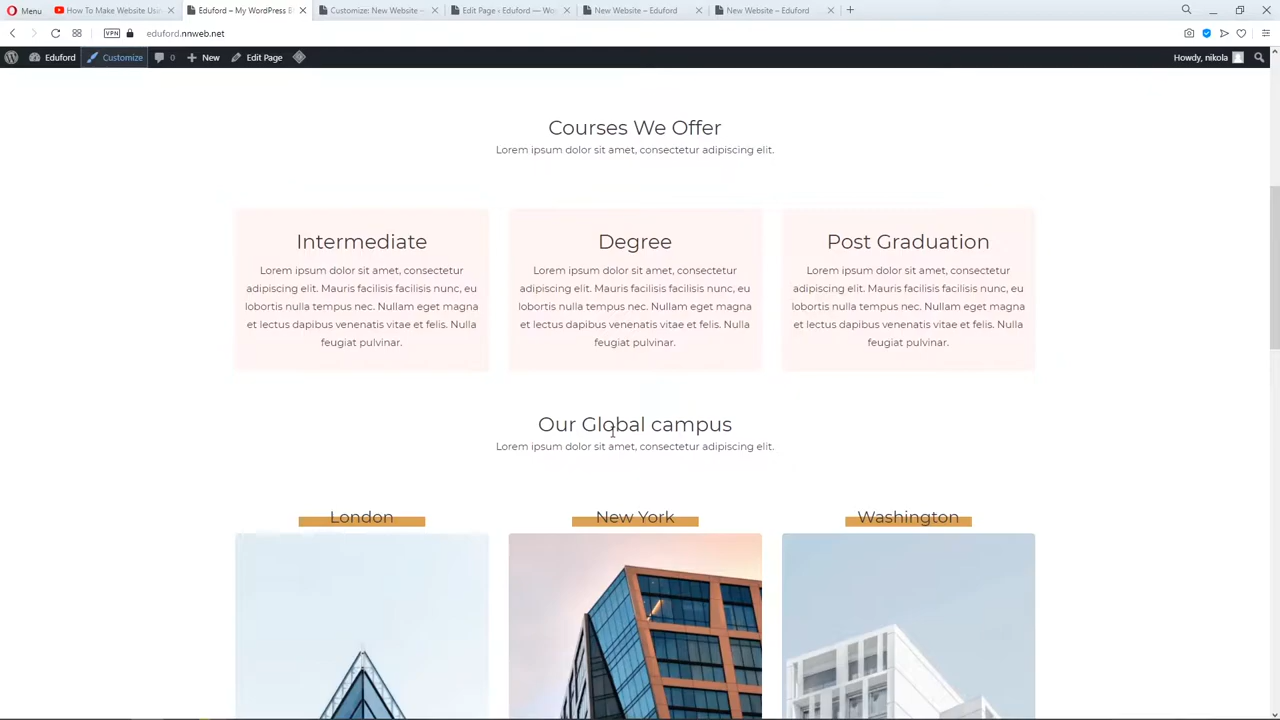 Menu
How To Make Website Usin
Eduford – My WordPress B
Customize: New Website –
Edit Page ‹ Eduford — Wo
New Website – Eduford
New Website – Eduford
VPN
eduford.nnweb.net
Eduford
Customize
0
New
Edit Page
Howdy, nikola
Courses We Offer
Lorem ipsum dolor sit amet, consectetur adipiscing elit.
Intermediate
Lorem ipsum dolor sit amet, consectetur
adipiscing elit. Mauris facilisis facilisis nunc, eu
lobortis nulla tempus nec. Nullam eget magna
et lectus dapibus venenatis vitae et felis. Nulla
feugiat pulvinar.
Degree
Lorem ipsum dolor sit amet, consectetur
adipiscing elit. Mauris facilisis facilisis nunc, eu
lobortis nulla tempus nec. Nullam eget magna
et lectus dapibus venenatis vitae et felis. Nulla
feugiat pulvinar.
Post Graduation
Lorem ipsum dolor sit amet, consectetur
adipiscing elit. Mauris facilisis facilisis nunc, eu
lobortis nulla tempus nec. Nullam eget magna
et lectus dapibus venenatis vitae et felis. Nulla
feugiat pulvinar.
Our Global campus
Lorem ipsum dolor sit amet, consectetur adipiscing elit.
London
New York
Washington